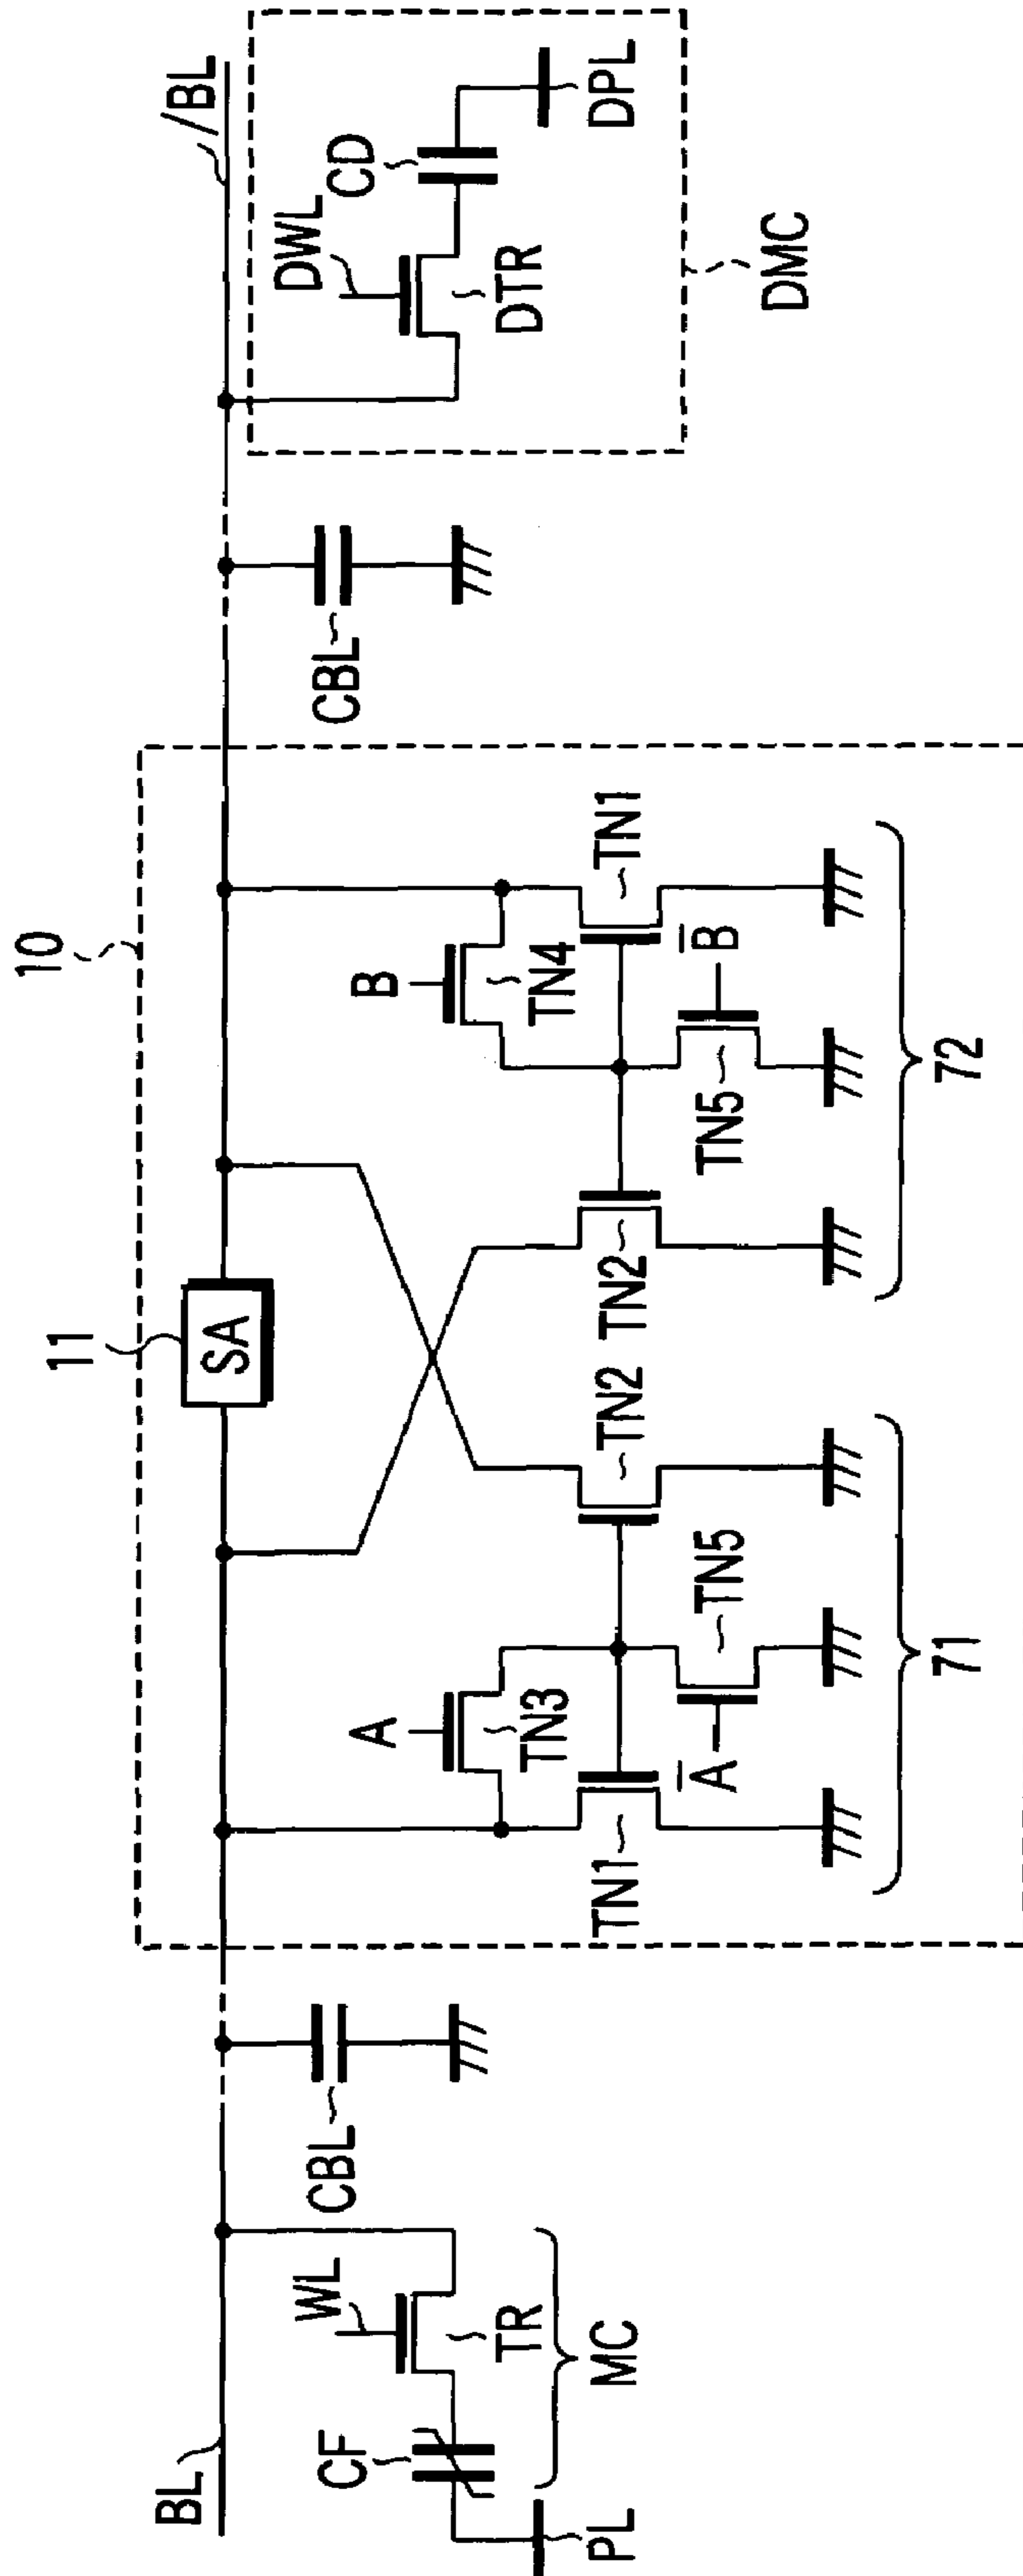 10
11
SA
BL
/BL
WL
CF
TR
MC
PL
CBL
A
TN3
TN1
A̅
TN5
TN2
71
TN2
B
TN4
TN5
B̅
TN1
72
CBL
DWL
CD
DTR
DPL
DMC